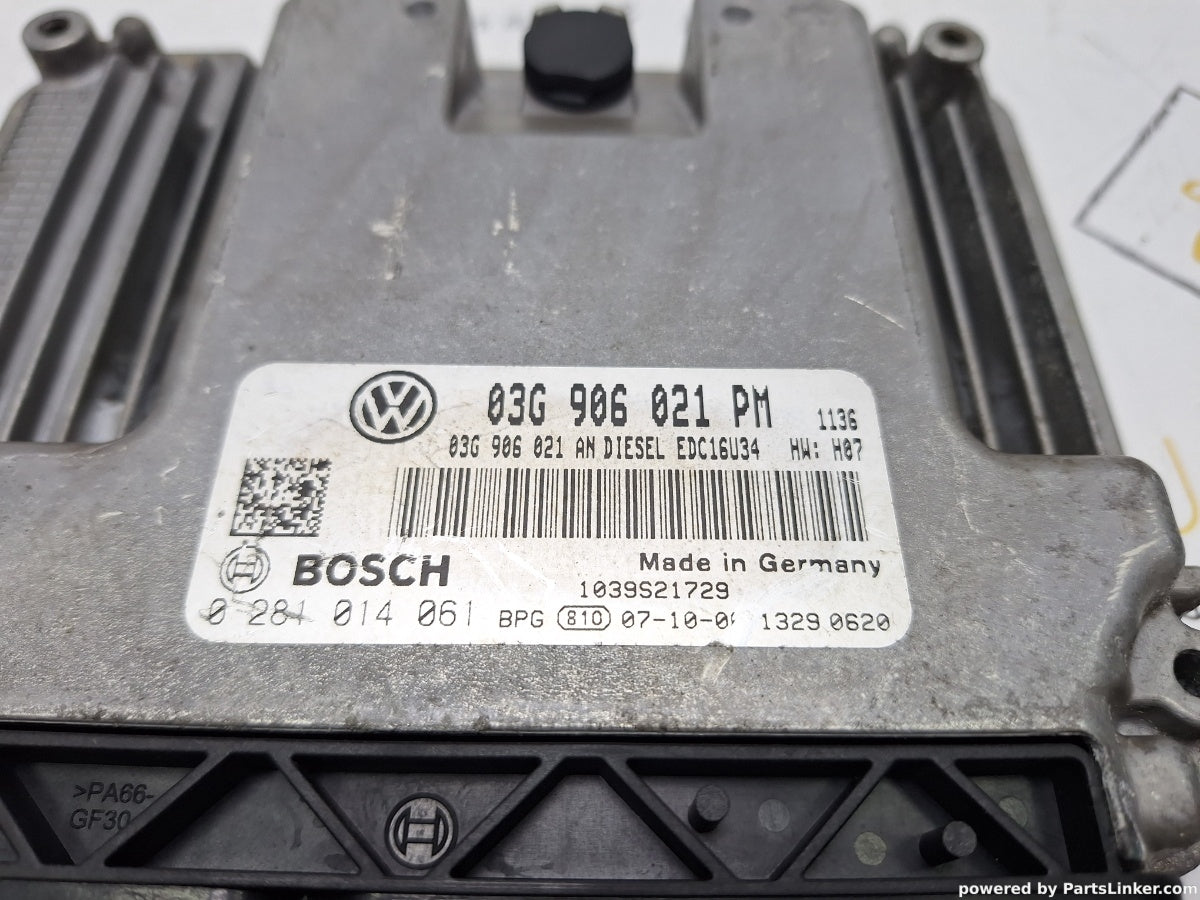 03G 906 021 PM 1136
03G 906 021 AN DIESEL EDC16U34 HW: H07
BOSCH Made in Germany
1039S21729
0 281 014 061 BPG 810 1329 0620
>PA66-
GF30
powered by PartsLinker.com